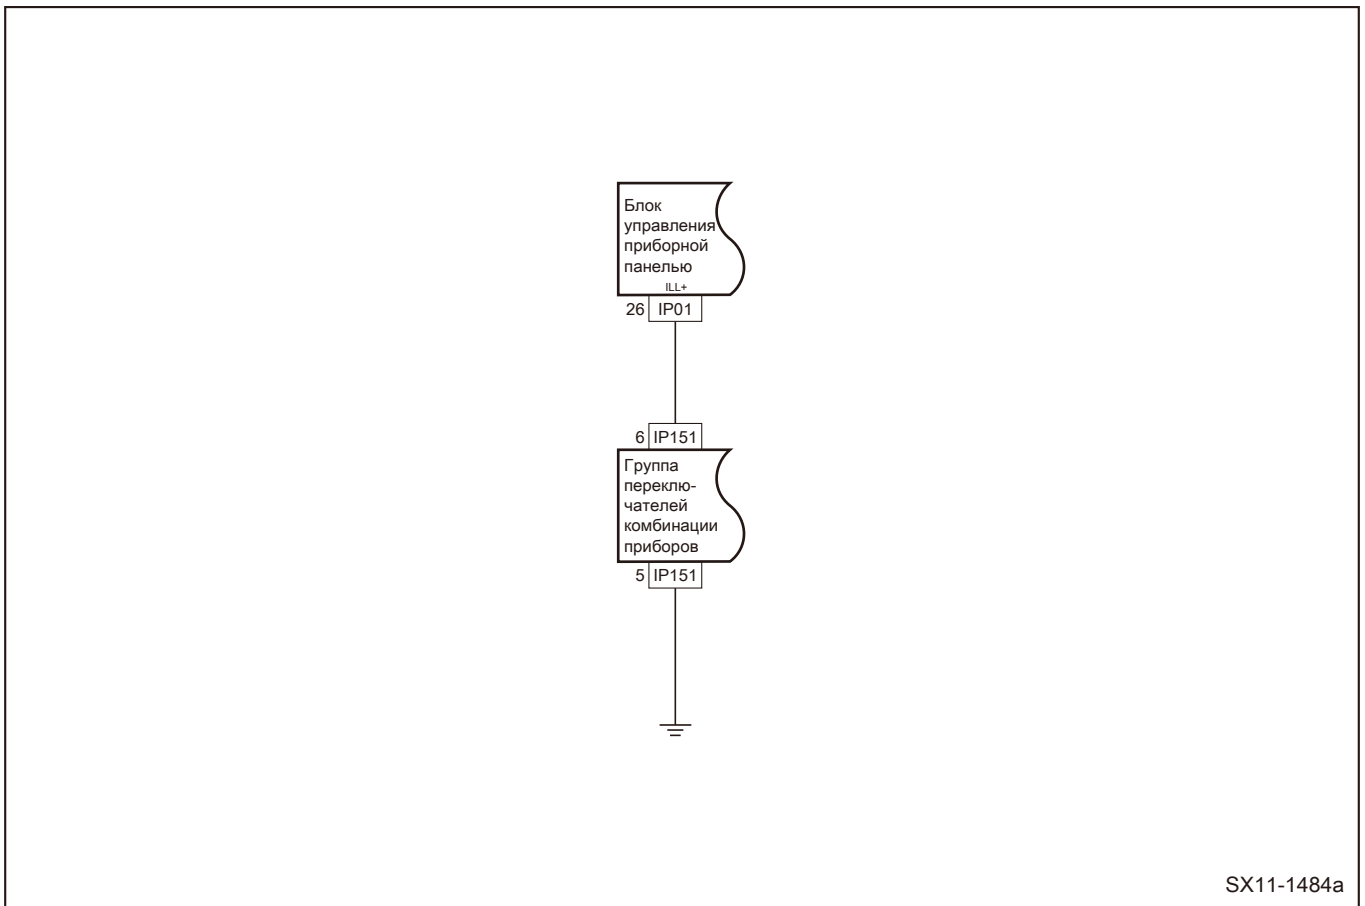 Блок
управления
приборной
панелью
ILL+
26 IP01
6 IP151
Группа
переклю-
чателей
комбинации
приборов
5 IP151
SX11-1484a